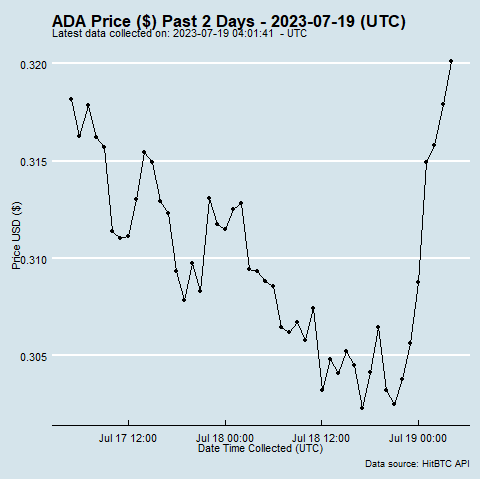 ADA Price ($) Past 2 Days - 2023-07-19 (UTC)
Latest data collected on: 2023-07-19 04:01:41  - UTC
0.320
0.315
0.310
0.305
Price USD ($)
Jul 17 12:00 Jul 18 00:00 Jul 18 12:00 Jul 19 00:00
Date Time Collected (UTC)
Data source: HitBTC API